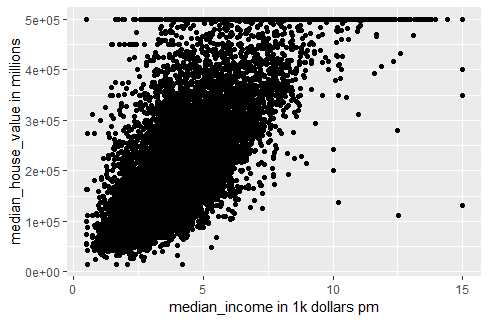 5e+05
4e+05
3e+05
2e+05
1e+05
0e+00
median_house_value in millions
0
5
10
15
median_income in 1k dollars pm